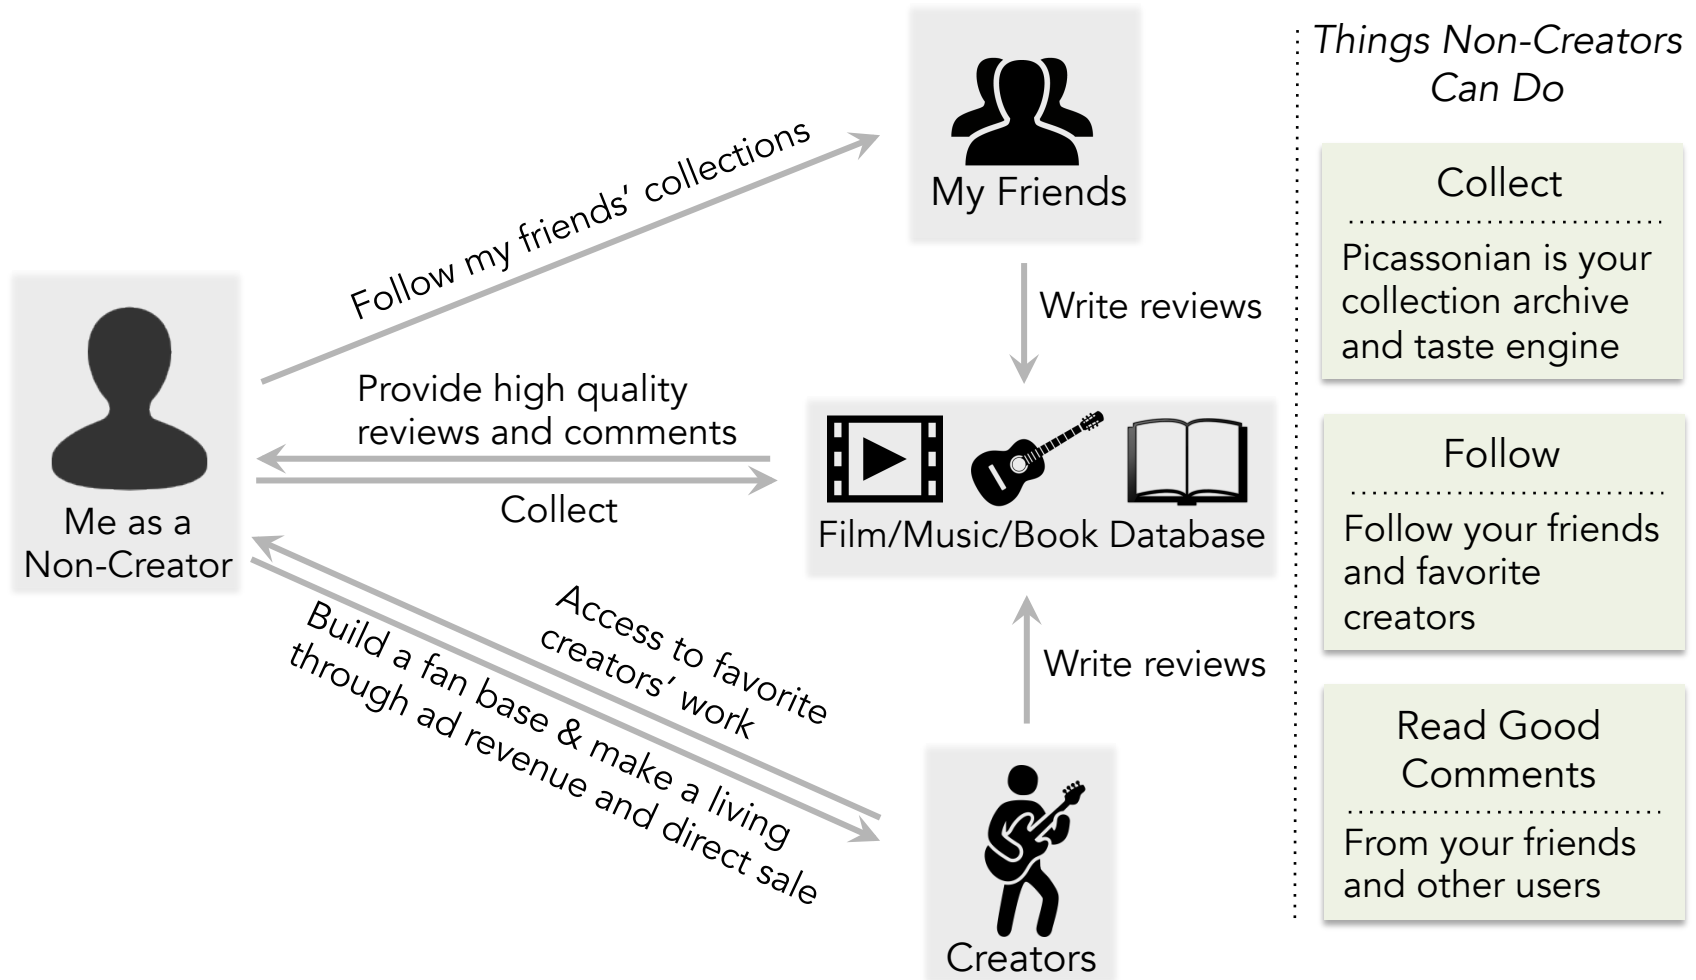 My Friends
Follow my friends’ collections
Write reviews
Me as a
Non-Creator
Provide high quality
reviews and comments
Collect
Film/Music/Book Database
Access to favorite
creators’ work
Build a fan base & make a living
through ad revenue and direct sale
Write reviews
Creators
Things Non-Creators
Can Do
Collect
Picassonian is your
collection archive
and taste engine
Follow
Follow your friends
and favorite
creators
Read Good
Comments
From your friends
and other users